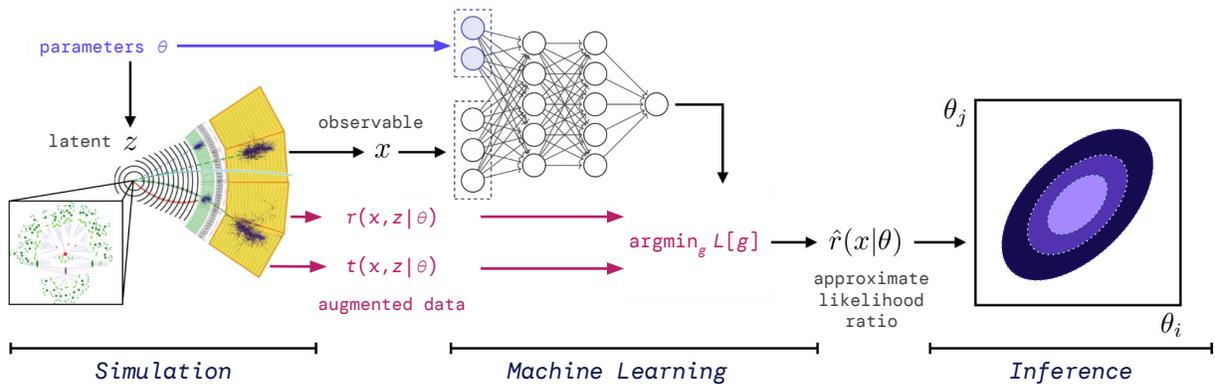 parameters θ
latent z
observable
x
r(x,z|θ)
t(x,z|θ)
augmented data
argmin_g L[g]
r̂(x|θ)
approximate
likelihood
ratio
θ_j
θ_i
Simulation
Machine Learning
Inference